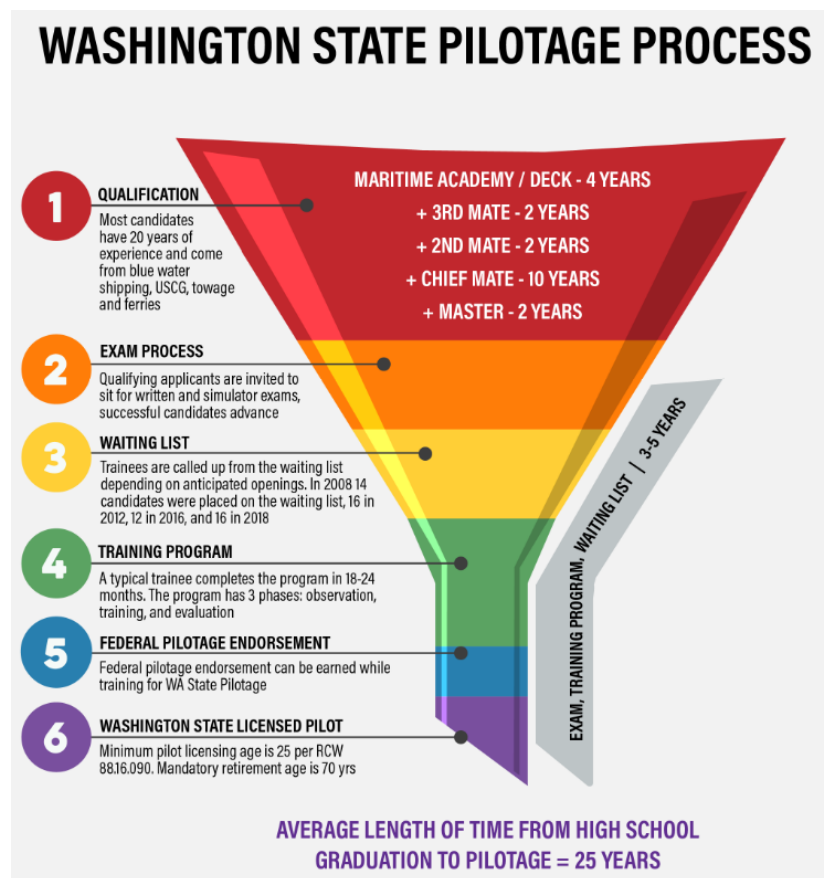 WASHINGTON STATE PILOTAGE PROCESS
MARITIME ACADEMY / DECK - 4 YEARS
+ 3RD MATE - 2 YEARS
+ 2ND MATE - 2 YEARS
+ CHIEF MATE - 10 YEARS
+ MASTER - 2 YEARS
1
QUALIFICATION
Most candidates
have 20 years of
experience and come
from blue water
shipping, USCG, towage
and ferries
2
EXAM PROCESS
Qualifying applicants are invited to
sit for written and simulator exams,
successful candidates advance
3
WAITING LIST
Trainees are called up from the waiting list
depending on anticipated openings. In 2008 14
candidates were placed on the waiting list, 16 in
2012, 12 in 2016, and 16 in 2018
4
TRAINING PROGRAM
A typical trainee completes the program in 18-24
months. The program has 3 phases: observation,
training, and evaluation
5
FEDERAL PILOTAGE ENDORSEMENT
Federal pilotage endorsement can be earned while
training for WA State Pilotage
6
WASHINGTON STATE LICENSED PILOT
Minimum pilot licensing age is 25 per RCW
88.16.090. Mandatory retirement age is 70 yrs
EXAM, TRAINING PROGRAM, WAITING LIST | 3-5 YEARS
AVERAGE LENGTH OF TIME FROM HIGH SCHOOL
GRADUATION TO PILOTAGE = 25 YEARS